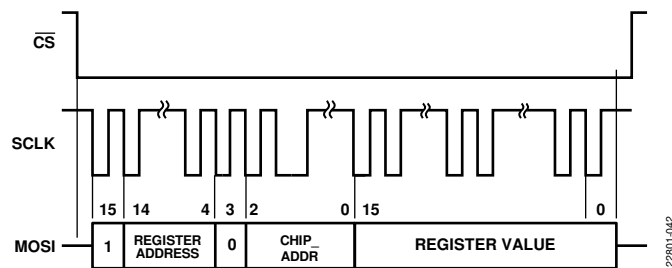 CS
SCLK
15 14 4 3 2 0 15 0
MOSI 1 REGISTER ADDRESS 0 CHIP_ ADDR REGISTER VALUE
22801-042